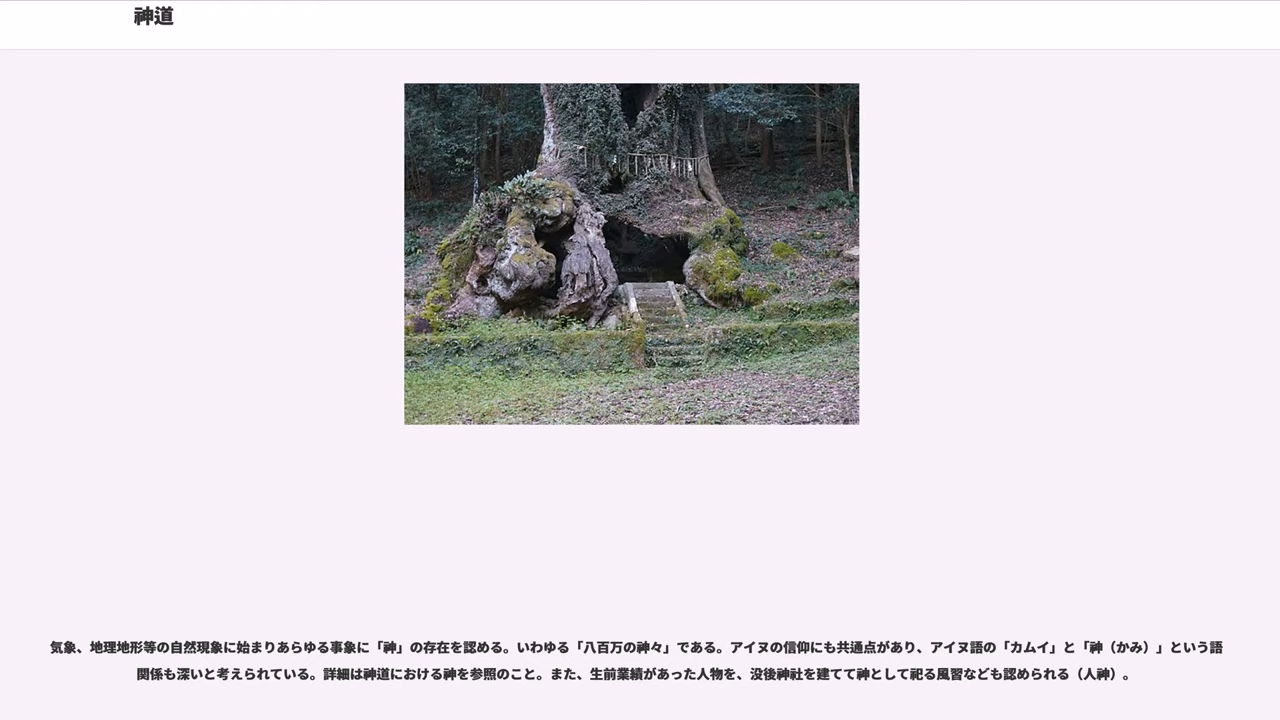 神道
気象、地理地形等の自然現象に始まりあらゆる事象に「神」の存在を認める。いわゆる「八百万の神々」である。アイヌの信仰にも共通点があり、アイヌ語の「カムイ」と「神（かみ）」という語
関係も深いと考えられている。詳細は神道における神を参照のこと。また、生前業績があった人物を、没後神社を建てて神として祀る風習なども認められる（人神）。